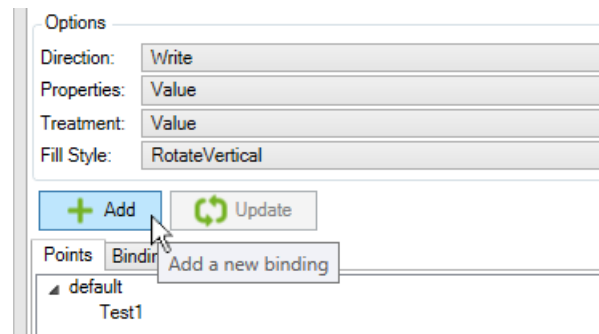 Options
Direction: Write
Properties: Value
Treatment: Value
Fill Style: RotateVertical
Add Update
Points
Add a new binding
default
Test1